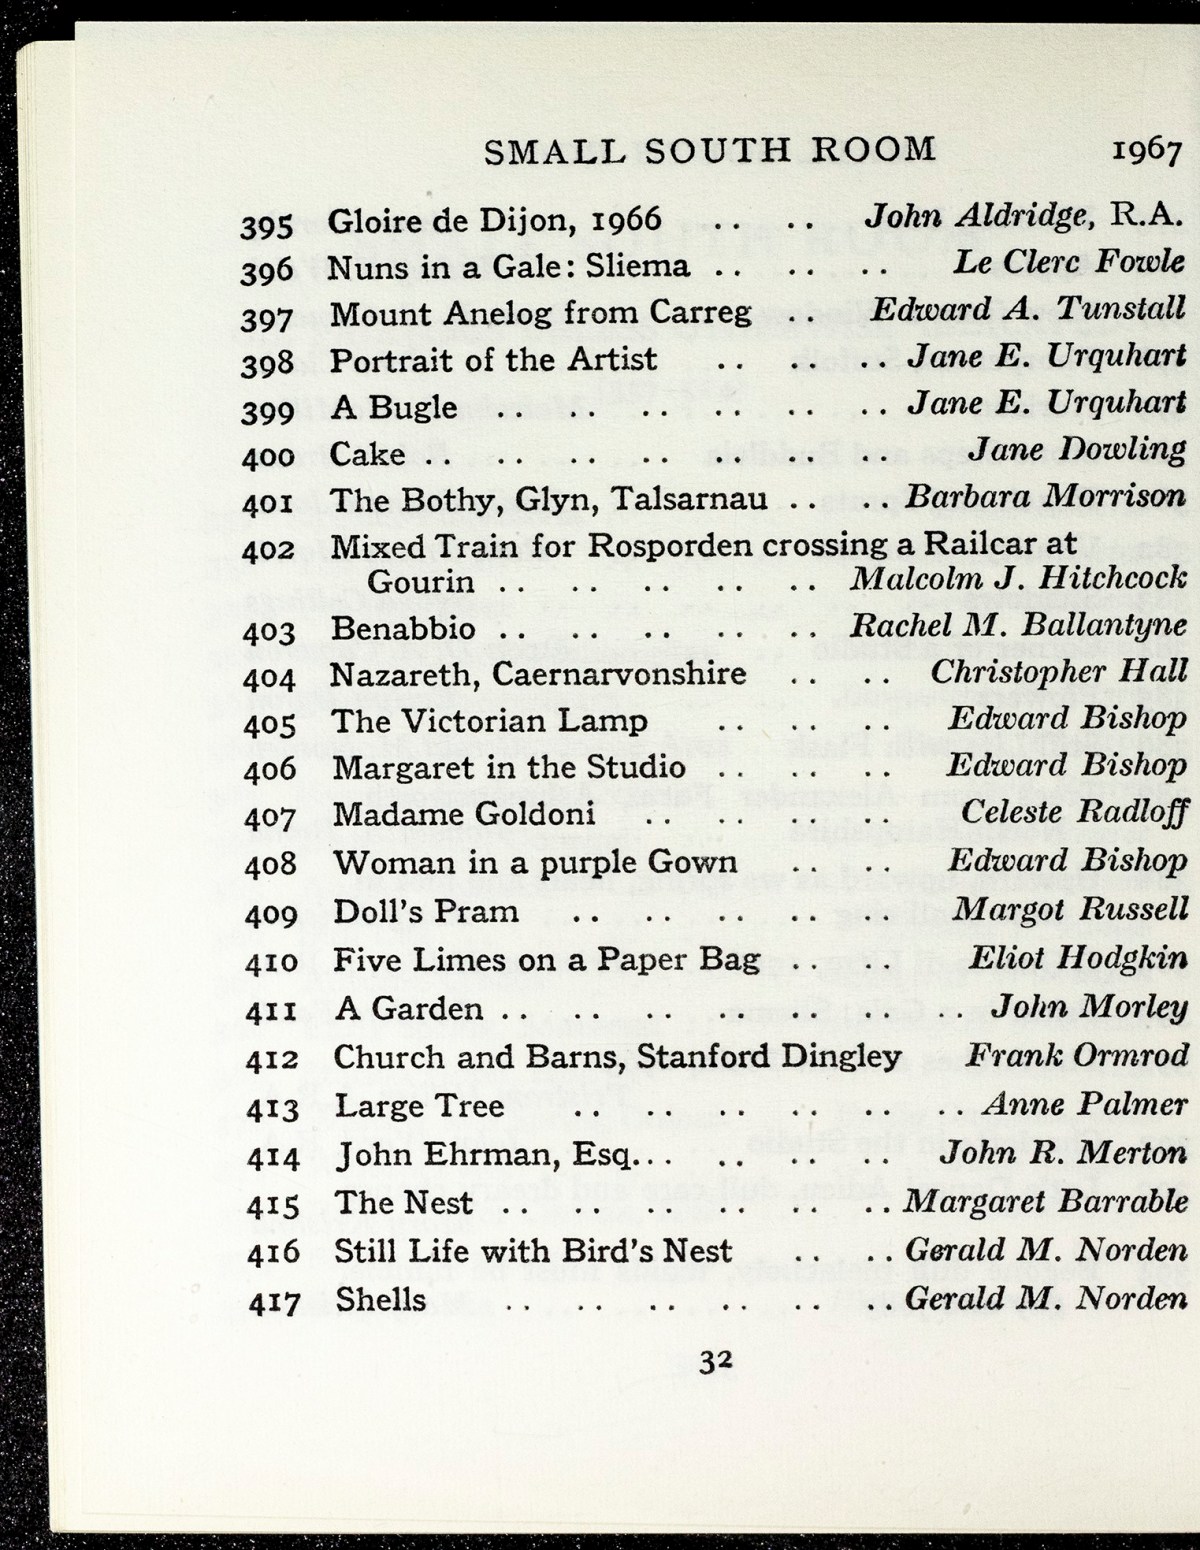 SMALL SOUTH ROOM 1967
395 Gloire de Dijon, 1966 .. .. John Aldridge, R.A.
396 Nuns in a Gale: Sliema .. .. .. Le Clerc Fowle
397 Mount Anelog from Carreg .. Edward A. Tunstall
398 Portrait of the Artist .. .. .. Jane E. Urquhart
399 A Bugle .. .. .. .. .. .. Jane E. Urquhart
400 Cake .. .. .. .. .. .. .. Jane Dowling
401 The Bothy, Glyn, Talsarnau .. .. Barbara Morrison
402 Mixed Train for Rosporden crossing a Railcar at
Gourin .. .. .. .. .. Malcolm J. Hitchcock
403 Benabbio .. .. .. .. .. Rachel M. Ballantyne
404 Nazareth, Caernarvonshire .. .. Christopher Hall
405 The Victorian Lamp .. .. .. Edward Bishop
406 Margaret in the Studio .. .. .. Edward Bishop
407 Madame Goldoni .. .. .. .. Celeste Radloff
408 Woman in a purple Gown .. .. Edward Bishop
409 Doll's Pram .. .. .. .. .. Margot Russell
410 Five Limes on a Paper Bag .. .. Eliot Hodgkin
411 A Garden .. .. .. .. .. .. .. John Morley
412 Church and Barns, Stanford Dingley Frank Ormrod
413 Large Tree .. .. .. .. .. .. Anne Palmer
414 John Ehrman, Esq... .. .. .. John R. Merton
415 The Nest .. .. .. .. .. .. Margaret Barrable
416 Still Life with Bird's Nest .. .. Gerald M. Norden
417 Shells .. .. .. .. .. .. Gerald M. Norden
32